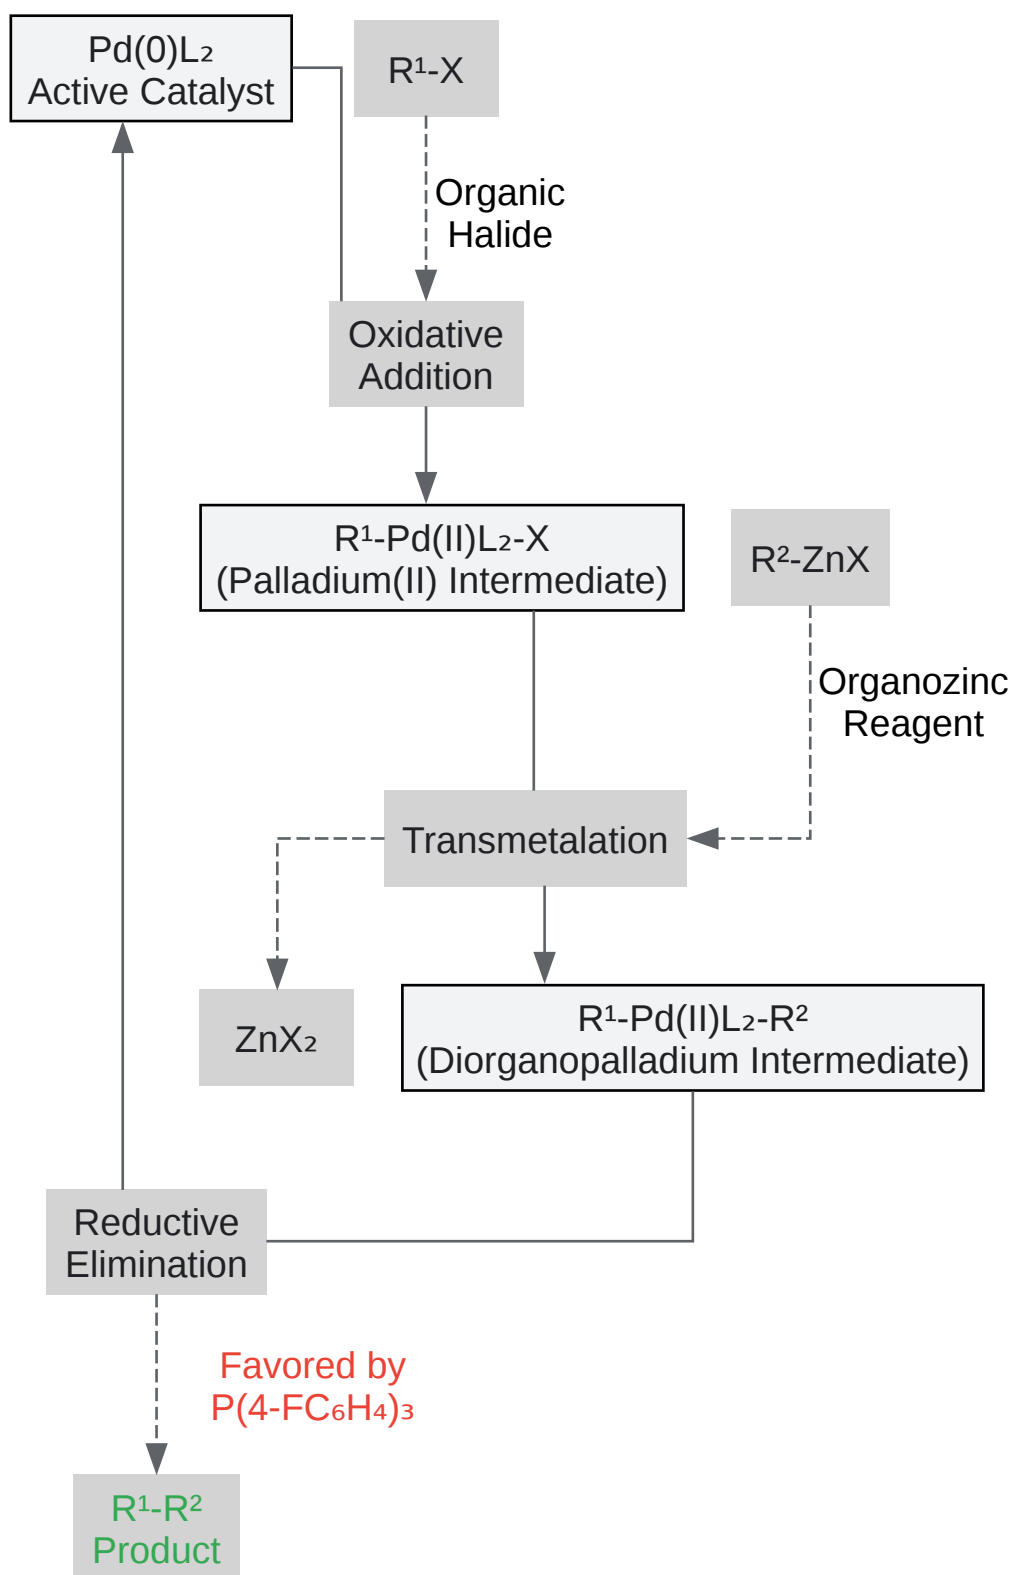 Pd(0)L₂
Active Catalyst
R¹-X
Organic
Halide
Oxidative
Addition
R¹-Pd(II)L₂-X
(Palladium(II) Intermediate)
R²-ZnX
Organozinc
Reagent
Transmetalation
ZnX₂
R¹-Pd(II)L₂-R²
(Diorganopalladium Intermediate)
Reductive
Elimination
Favored by
P(4-FC₆H₄)₃
R¹-R²
Product